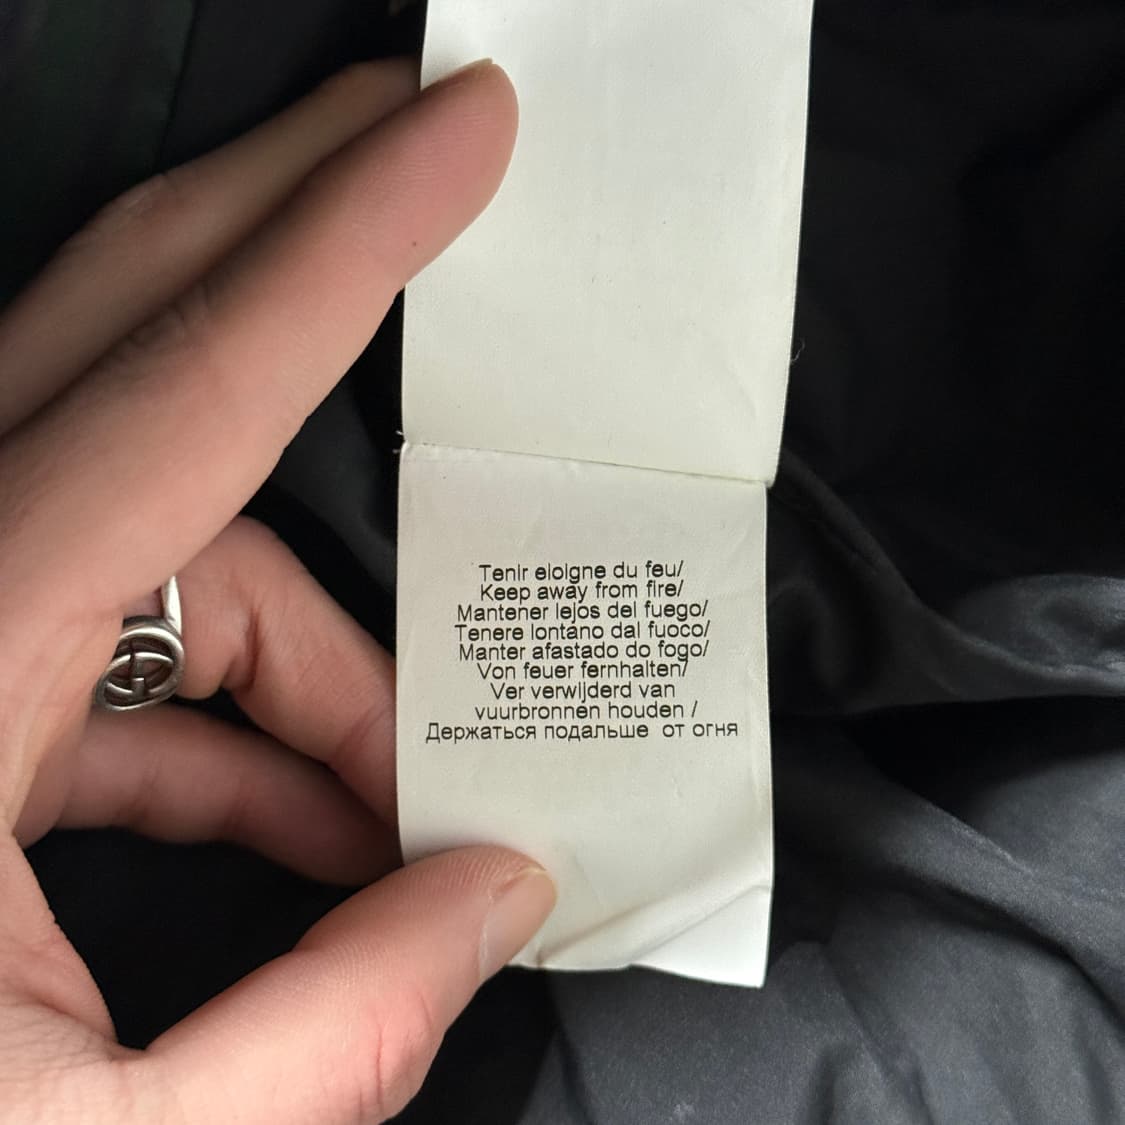 Tenir eloigne du feu/
Keep away from fire/
Mantener lejos del fuego/
Tenere lontano dal fuoco/
Manter afastado do fogo/
Von feuer fernhalten/
Ver verwijderd van
vuurbronnen houden /
Держаться подальше от огня